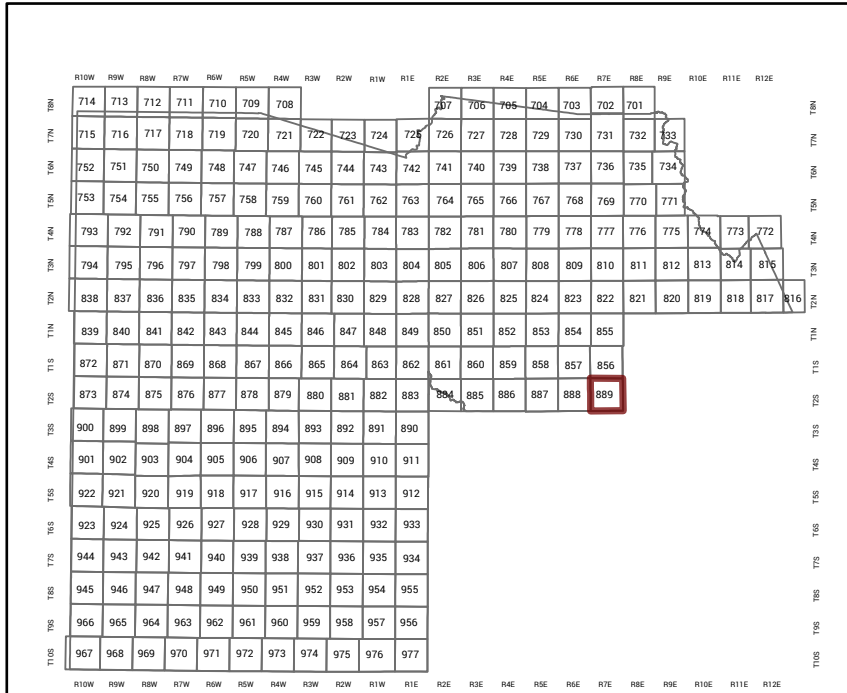 R10W R9W R8W R7W R6W R5W R4W R3W R2W R1W R1E R2E R3E R4E R5E R6E R7E R8E R9E R10E R11E R12E
T8N 714 713 712 711 710 709 708 707 706 705 704 703 702 701 T8N
T7N 715 716 717 718 719 720 721 722 723 724 725 726 727 728 729 730 731 732 733 T7N
T6N 752 751 750 749 748 747 746 745 744 743 742 741 740 739 738 737 736 735 734 T6N
T5N 753 754 755 756 757 758 759 760 761 762 763 764 765 766 767 768 769 770 771 T5N
T4N 793 792 791 790 789 788 787 786 785 784 783 782 781 780 779 778 777 776 775 774 773 772 T4N
T3N 794 795 796 797 798 799 800 801 802 803 804 805 806 807 808 809 810 811 812 813 814 815 T3N
T2N 838 837 836 835 834 833 832 831 830 829 828 827 826 825 824 823 822 821 820 819 818 817 816 T2N
T1N 839 840 841 842 843 844 845 846 847 848 849 850 851 852 853 854 855 T1N
T1S 872 871 870 869 868 867 866 865 864 863 862 861 860 859 858 857 856 T1S
T2S 873 874 875 876 877 878 879 880 881 882 883 884 885 886 887 888 889 T2S
T3S 900 899 898 897 896 895 894 893 892 891 890 T3S
T4S 901 902 903 904 905 906 907 908 909 910 911 T4S
T5S 922 921 920 919 918 917 916 915 914 913 912 T5S
T6S 923 924 925 926 927 928 929 930 931 932 933 T6S
T7S 944 943 942 941 940 939 938 937 936 935 934 T7S
T8S 945 946 947 948 949 950 951 952 953 954 955 T8S
T9S 966 965 964 963 962 961 960 959 958 957 956 T9S
T10S 967 968 969 970 971 972 973 974 975 976 977 T10S
R10W R9W R8W R7W R6W R5W R4W R3W R2W R1W R1E R2E R3E R4E R5E R6E R7E R8E R9E R10E R11E R12E